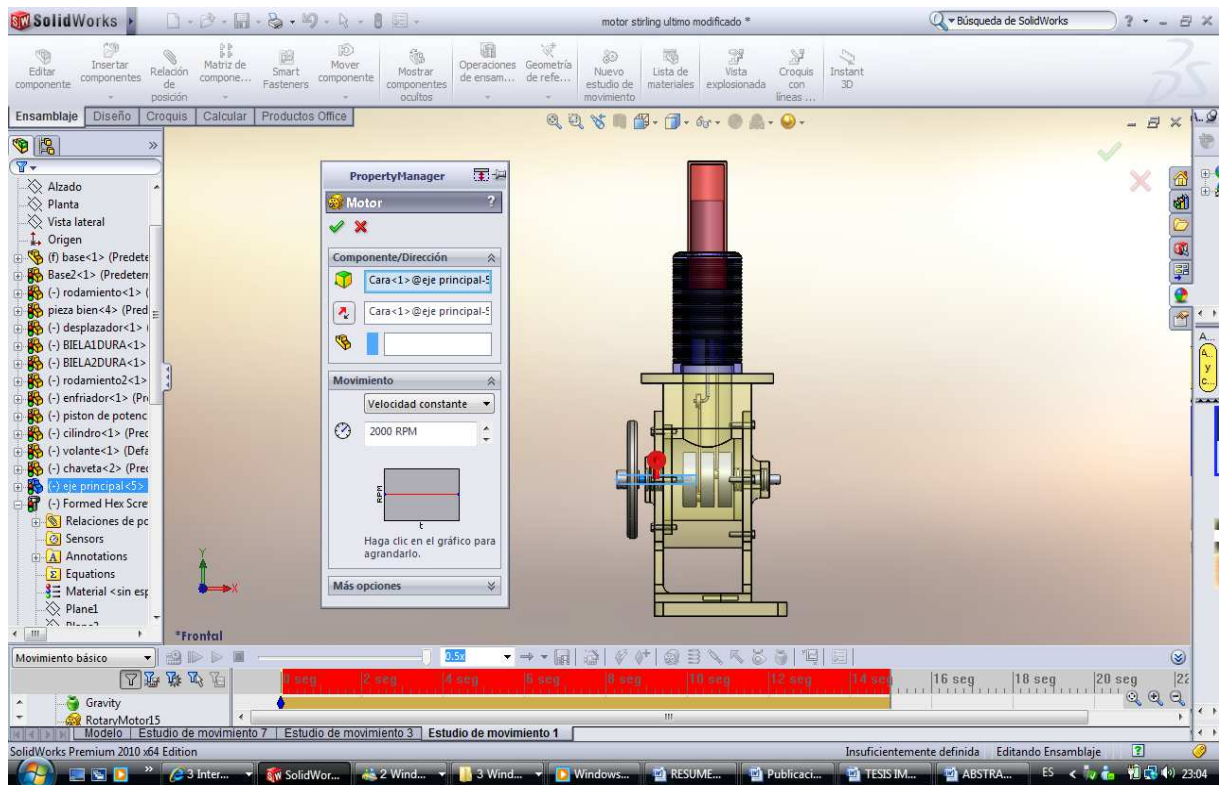 SolidWorks
motor stirling ultimo modificado *
Búsqueda de SolidWorks
?
Editar componente
Insertar componentes
Relación de posición
Matriz de compone...
Smart Fasteners
Mover componente
Mostrar componentes ocultos
Operaciones de ensam...
Geometría de refe...
Nuevo estudio de movimiento
Lista de materiales
Vista explosionada
Croquis con líneas ...
Instant 3D
Ensamblaje Diseño Croquis Calcular Productos Office
Alzado
Planta
Vista lateral
Origen
(f) base<1> (Predete
Base2<1> (Predeterr
(-) rodamiento<1> (
pieza bien<4> (Pred
(-) desplazador<1> (
(-) BIELA1DURA<1>
(-) BIELA2DURA<1>
(-) rodamiento2<1>
(-) enfriador<1> (Pr
(-) piston de potenc
(-) cilindro<1> (Prec
(-) volante<1> (Defa
(-) chaveta<2> (Prec
(-) eje principal<5>
(-) Formed Hex Scre
Relaciones de po
Sensors
Annotations
Equations
Material <sin esp
Plane1
PropertyManager
Motor ?
Componente/Dirección
Cara<1>@eje principal-5
Cara<1>@eje principal-5
Movimiento
Velocidad constante
2000 RPM
RPM
t
Haga clic en el gráfico para
agrandarlo.
Más opciones
Y
X
*Frontal
A...
A..
y
c...
Movimiento básico
0.5x
0 seg 2 seg 4 seg 6 seg 8 seg 10 seg 12 seg 14 seg 16 seg 18 seg 20 seg 22
Gravity
RotaryMotor15
Modelo Estudio de movimiento 7 Estudio de movimiento 3 Estudio de movimiento 1
SolidWorks Premium 2010 x64 Edition
Insuficientemente definida Editando Ensamblaje
3 Inter... SolidWor... 2 Wind... 3 Wind... Windows... RESUME... Publicaci... TESIS IM... ABSTRA... ES 23:04